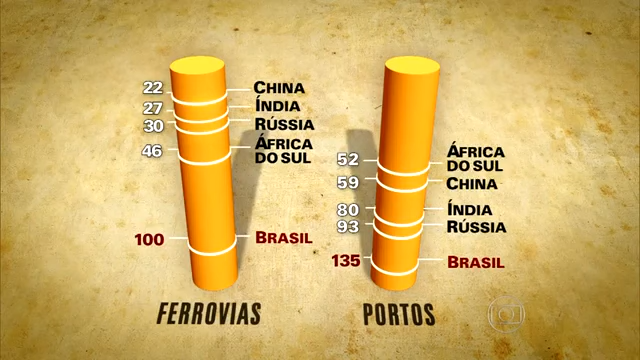 22 CHINA
27 ÍNDIA
30 RÚSSIA
46 ÁFRICA
DO SUL
100 BRASIL
FERROVIAS
52 ÁFRICA
DO SUL
59 CHINA
80 ÍNDIA
93 RÚSSIA
135 BRASIL
PORTOS